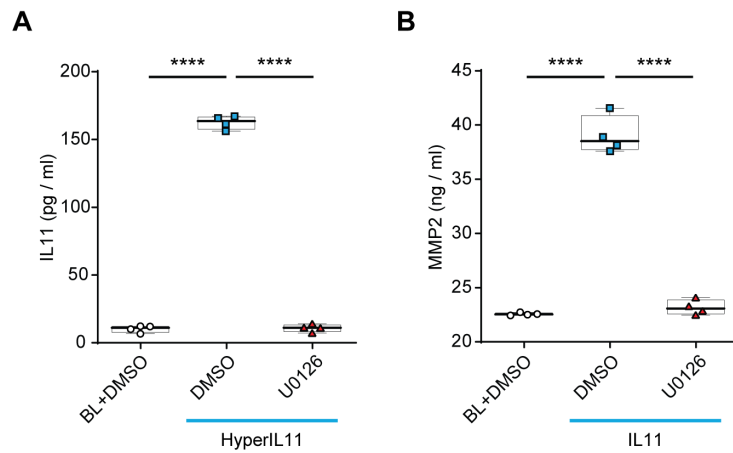 A
**** ****
200
150
100
50
0
IL11 (pg / ml)
BL+DMSO
DMSO
U0126
HyperIL11
B
**** ****
45
40
35
30
25
20
MMP2 (ng / ml)
BL+DMSO
DMSO
U0126
IL11